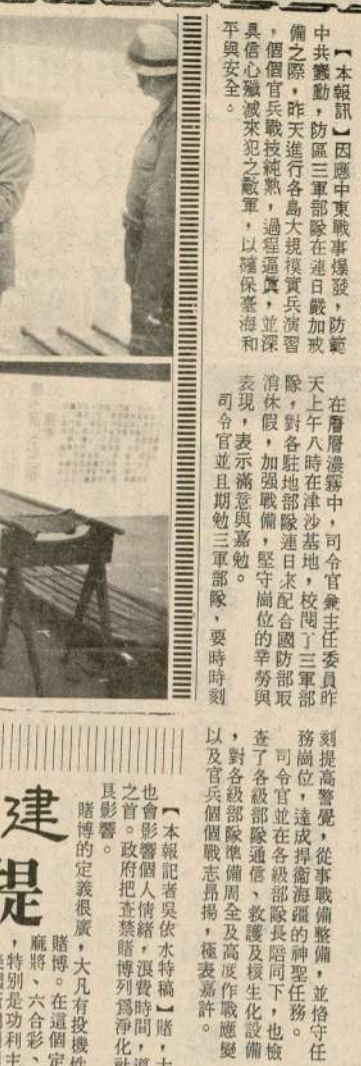 【本報訊】因應中東戰事爆發，防範
中共蠢動，防區三軍部隊在連日嚴加戒
備之際，昨天進行各島大規模實兵演習
，個個官兵戰技純熟，過程逼眞，並深
具信心殲滅來犯之敵軍，以確保臺海和
平與安全。
在層層濃霧中，司令官兼主任委員昨
天上午八時在津沙基地，校閱了三軍部
隊，對各駐地部隊連日來配合國防部取
消休假，加强戰備，堅守崗位的辛勞與
表現，表示滿意與嘉勉。
司令官並且期勉三軍部隊，要時時刻
刻提高警覺，從事戰備整備，並恪守任
務崗位，達成捍衞海疆的神聖任務。
司令官並在各級部隊長陪同下，也檢
查了各級部隊通信、救護及核生化設備
，對各級部隊準備周全及高度作戰應變
以及官兵個個戰志昂揚，極表嘉許。
建
提
【本報記者吳依水特稿】賭，大
也會影響個人情緒，浪費時間，
之首。政府把查禁賭博列爲淨化社
具影響。
賭博的定義很廣，大凡有投機性
賭博。在這個定
麻將、六合彩、
，特別是功利主